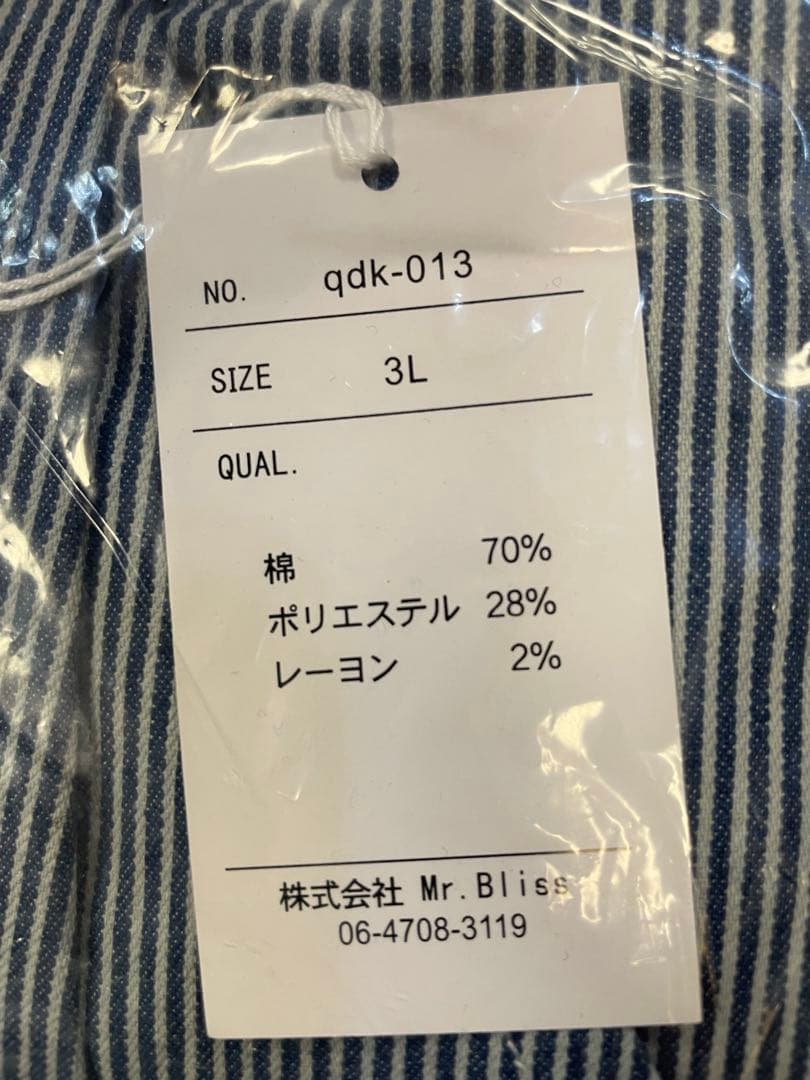 NO. qdk-013
SIZE 3L
QUAL.
棉 70%
ポリエステル 28%
レーヨン 2%
株式会社 Mr.Bliss
06-4708-3119